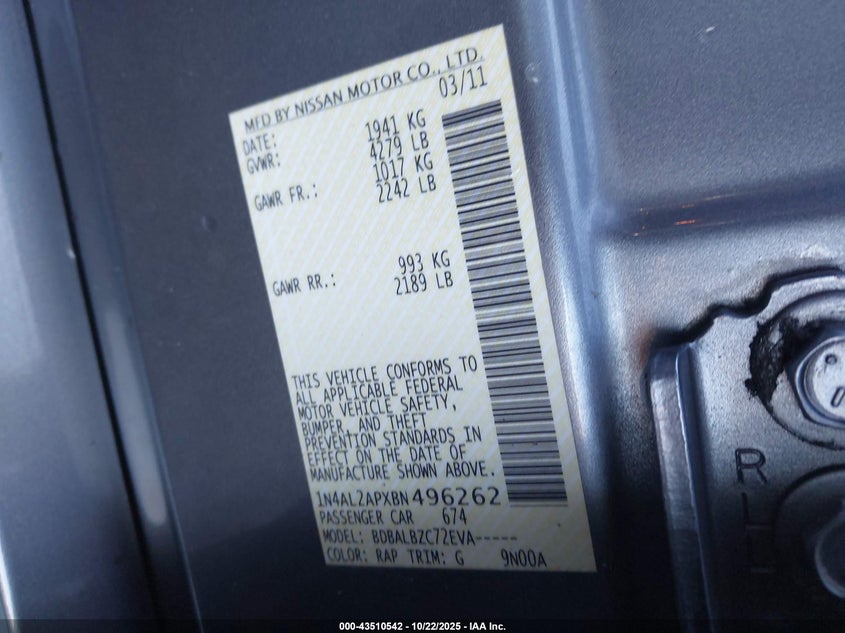 MFD BY NISSAN MOTOR CO., LTD.
DATE: 03/11
GVWR: 1941 KG
4279 LB
GAWR FR.: 1017 KG
2242 LB
GAWR RR.: 993 KG
2189 LB
THIS VEHICLE CONFORMS TO
ALL APPLICABLE FEDERAL
MOTOR VEHICLE SAFETY,
BUMPER, AND THEFT
PREVENTION STANDARDS IN
EFFECT ON THE DATE OF
MANUFACTURE SHOWN ABOVE.
1N4AL2APXBN496262
PASSENGER CAR 674
MODEL: BDBALBZC72EVA-----
COLOR: RAP TRIM: G 9N00A
R
000-43510542 - 10/22/2025 - IAA Inc.